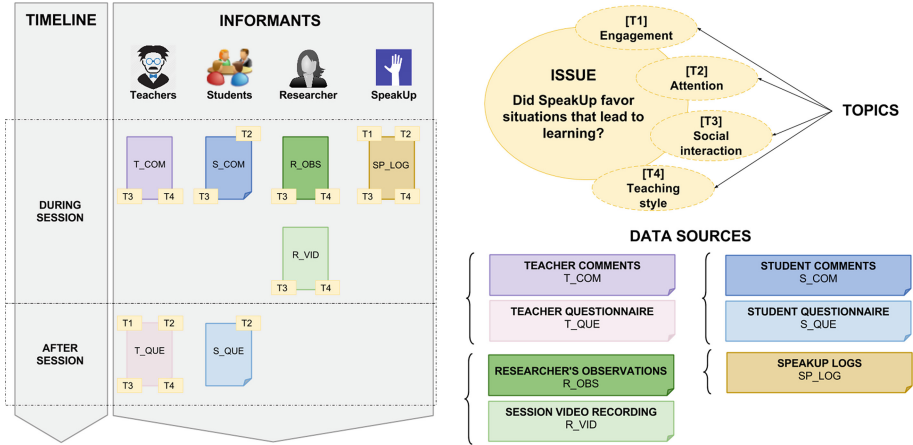 TIMELINE
INFORMANTS
Teachers
Students
Researcher
SpeakUp
DURING
SESSION
T_COM
T3
T4
T2
S_COM
T3
R_OBS
T3
T4
T1
T2
SP_LOG
T3
T4
R_VID
T3
T4
AFTER
SESSION
T1
T2
T_QUE
T3
T4
T2
S_QUE
[T1]
Engagement
ISSUE
Did SpeakUp favor
situations that lead to
learning?
[T2]
Attention
[T3]
Social
interaction
[T4]
Teaching
style
TOPICS
DATA SOURCES
TEACHER COMMENTS
T_COM
TEACHER QUESTIONNAIRE
T_QUE
STUDENT COMMENTS
S_COM
STUDENT QUESTIONNAIRE
S_QUE
RESEARCHER'S OBSERVATIONS
R_OBS
SESSION VIDEO RECORDING
R_VID
SPEAKUP LOGS
SP_LOG